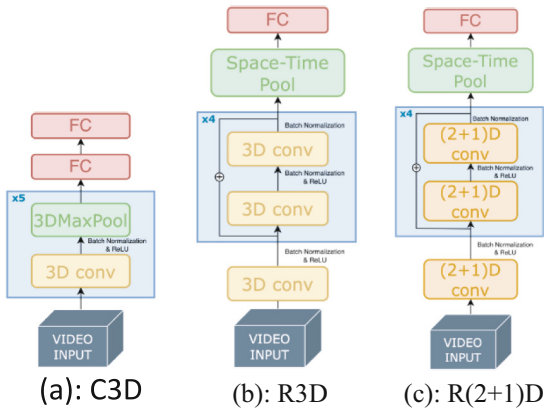 FC
FC
x5
3DMaxPool
Batch Normalization
& ReLU
3D conv
VIDEO
INPUT
(a): C3D
FC
Space-Time
Pool
x4
Batch Normalization
3D conv
Batch Normalization
& ReLU
3D conv
Batch Normalization
& ReLU
3D conv
VIDEO
INPUT
(b): R3D
FC
Space-Time
Pool
x4
Batch Normalization
(2+1)D
conv
Batch Normalization
& ReLU
(2+1)D
conv
Batch Normalization
& ReLU
(2+1)D
conv
VIDEO
INPUT
(c): R(2+1)D